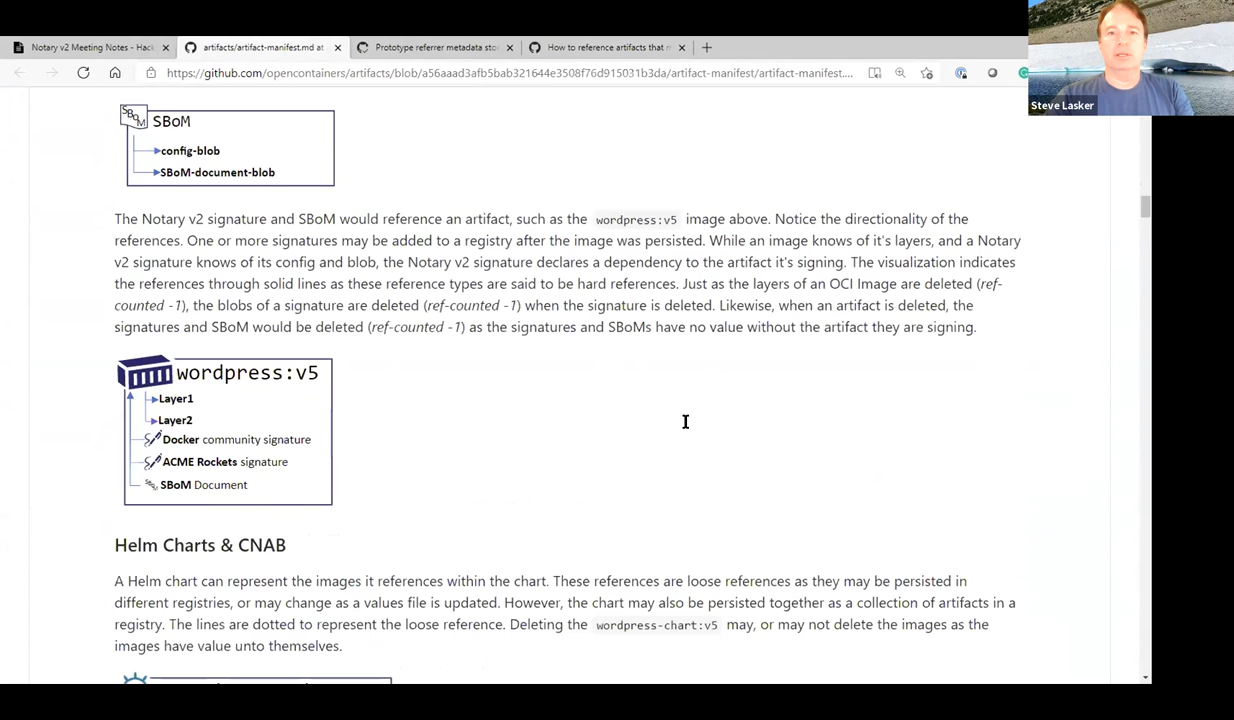 Notary v2 Meeting Notes - Hac
artifacts/artifact-manifest.md at
Prototype referrer metadata sto
How to reference artifacts that m
https://github.com/opencontainers/artifacts/blob/a56aaad3afb5bab321644e3508f76d915031b3da/artifact-manifest/artifact-manifest....
Steve Lasker
SBoM
SBoM
config-blob
SBoM-document-blob
The Notary v2 signature and SBoM would reference an artifact, such as the wordpress:v5 image above. Notice the directionality of the
references. One or more signatures may be added to a registry after the image was persisted. While an image knows of it's layers, and a Notary
v2 signature knows of its config and blob, the Notary v2 signature declares a dependency to the artifact it's signing. The visualization indicates
the references through solid lines as these reference types are said to be hard references. Just as the layers of an OCI Image are deleted (ref-
counted -1), the blobs of a signature are deleted (ref-counted -1) when the signature is deleted. Likewise, when an artifact is deleted, the
signatures and SBoM would be deleted (ref-counted -1) as the signatures and SBoMs have no value without the artifact they are signing.
wordpress:v5
Layer1
Layer2
Docker community signature
ACME Rockets signature
SBoM Document
Helm Charts & CNAB
A Helm chart can represent the images it references within the chart. These references are loose references as they may be persisted in
different registries, or may change as a values file is updated. However, the chart may also be persisted together as a collection of artifacts in a
registry. The lines are dotted to represent the loose reference. Deleting the wordpress-chart:v5 may, or may not delete the images as the
images have value unto themselves.